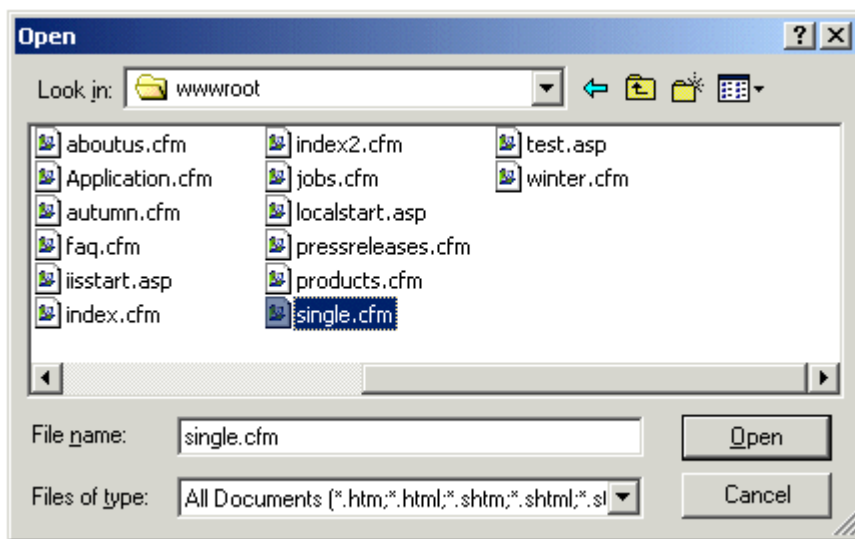 Open
Look in: wwwroot
aboutus.cfm
Application.cfm
autumn.cfm
faq.cfm
iisstart.asp
index.cfm
index2.cfm
jobs.cfm
localstart.asp
pressreleases.cfm
products.cfm
single.cfm
test.asp
winter.cfm
File name: single.cfm Open
Files of type: All Documents (*.htm;*.html;*.shtm;*.shtml;*.sl Cancel